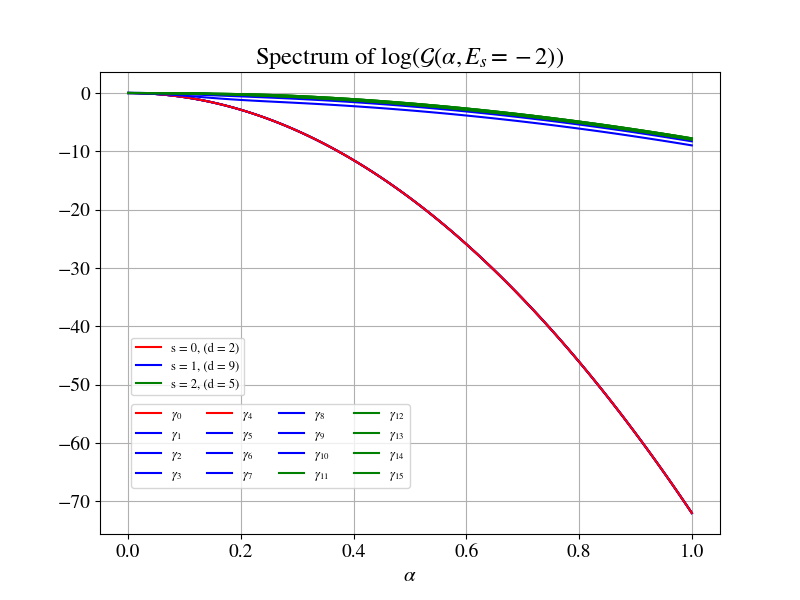 Spectrum of log(𝒢(α, E_s = −2))
0
−10
−20
−30
−40
−50
−60
−70
s = 0, (d = 2)
s = 1, (d = 9)
s = 2, (d = 5)
γ₀ γ₄ γ₈ γ₁₂
γ₁ γ₅ γ₉ γ₁₃
γ₂ γ₆ γ₁₀ γ₁₄
γ₃ γ₇ γ₁₁ γ₁₅
0.0 0.2 0.4 0.6 0.8 1.0
α